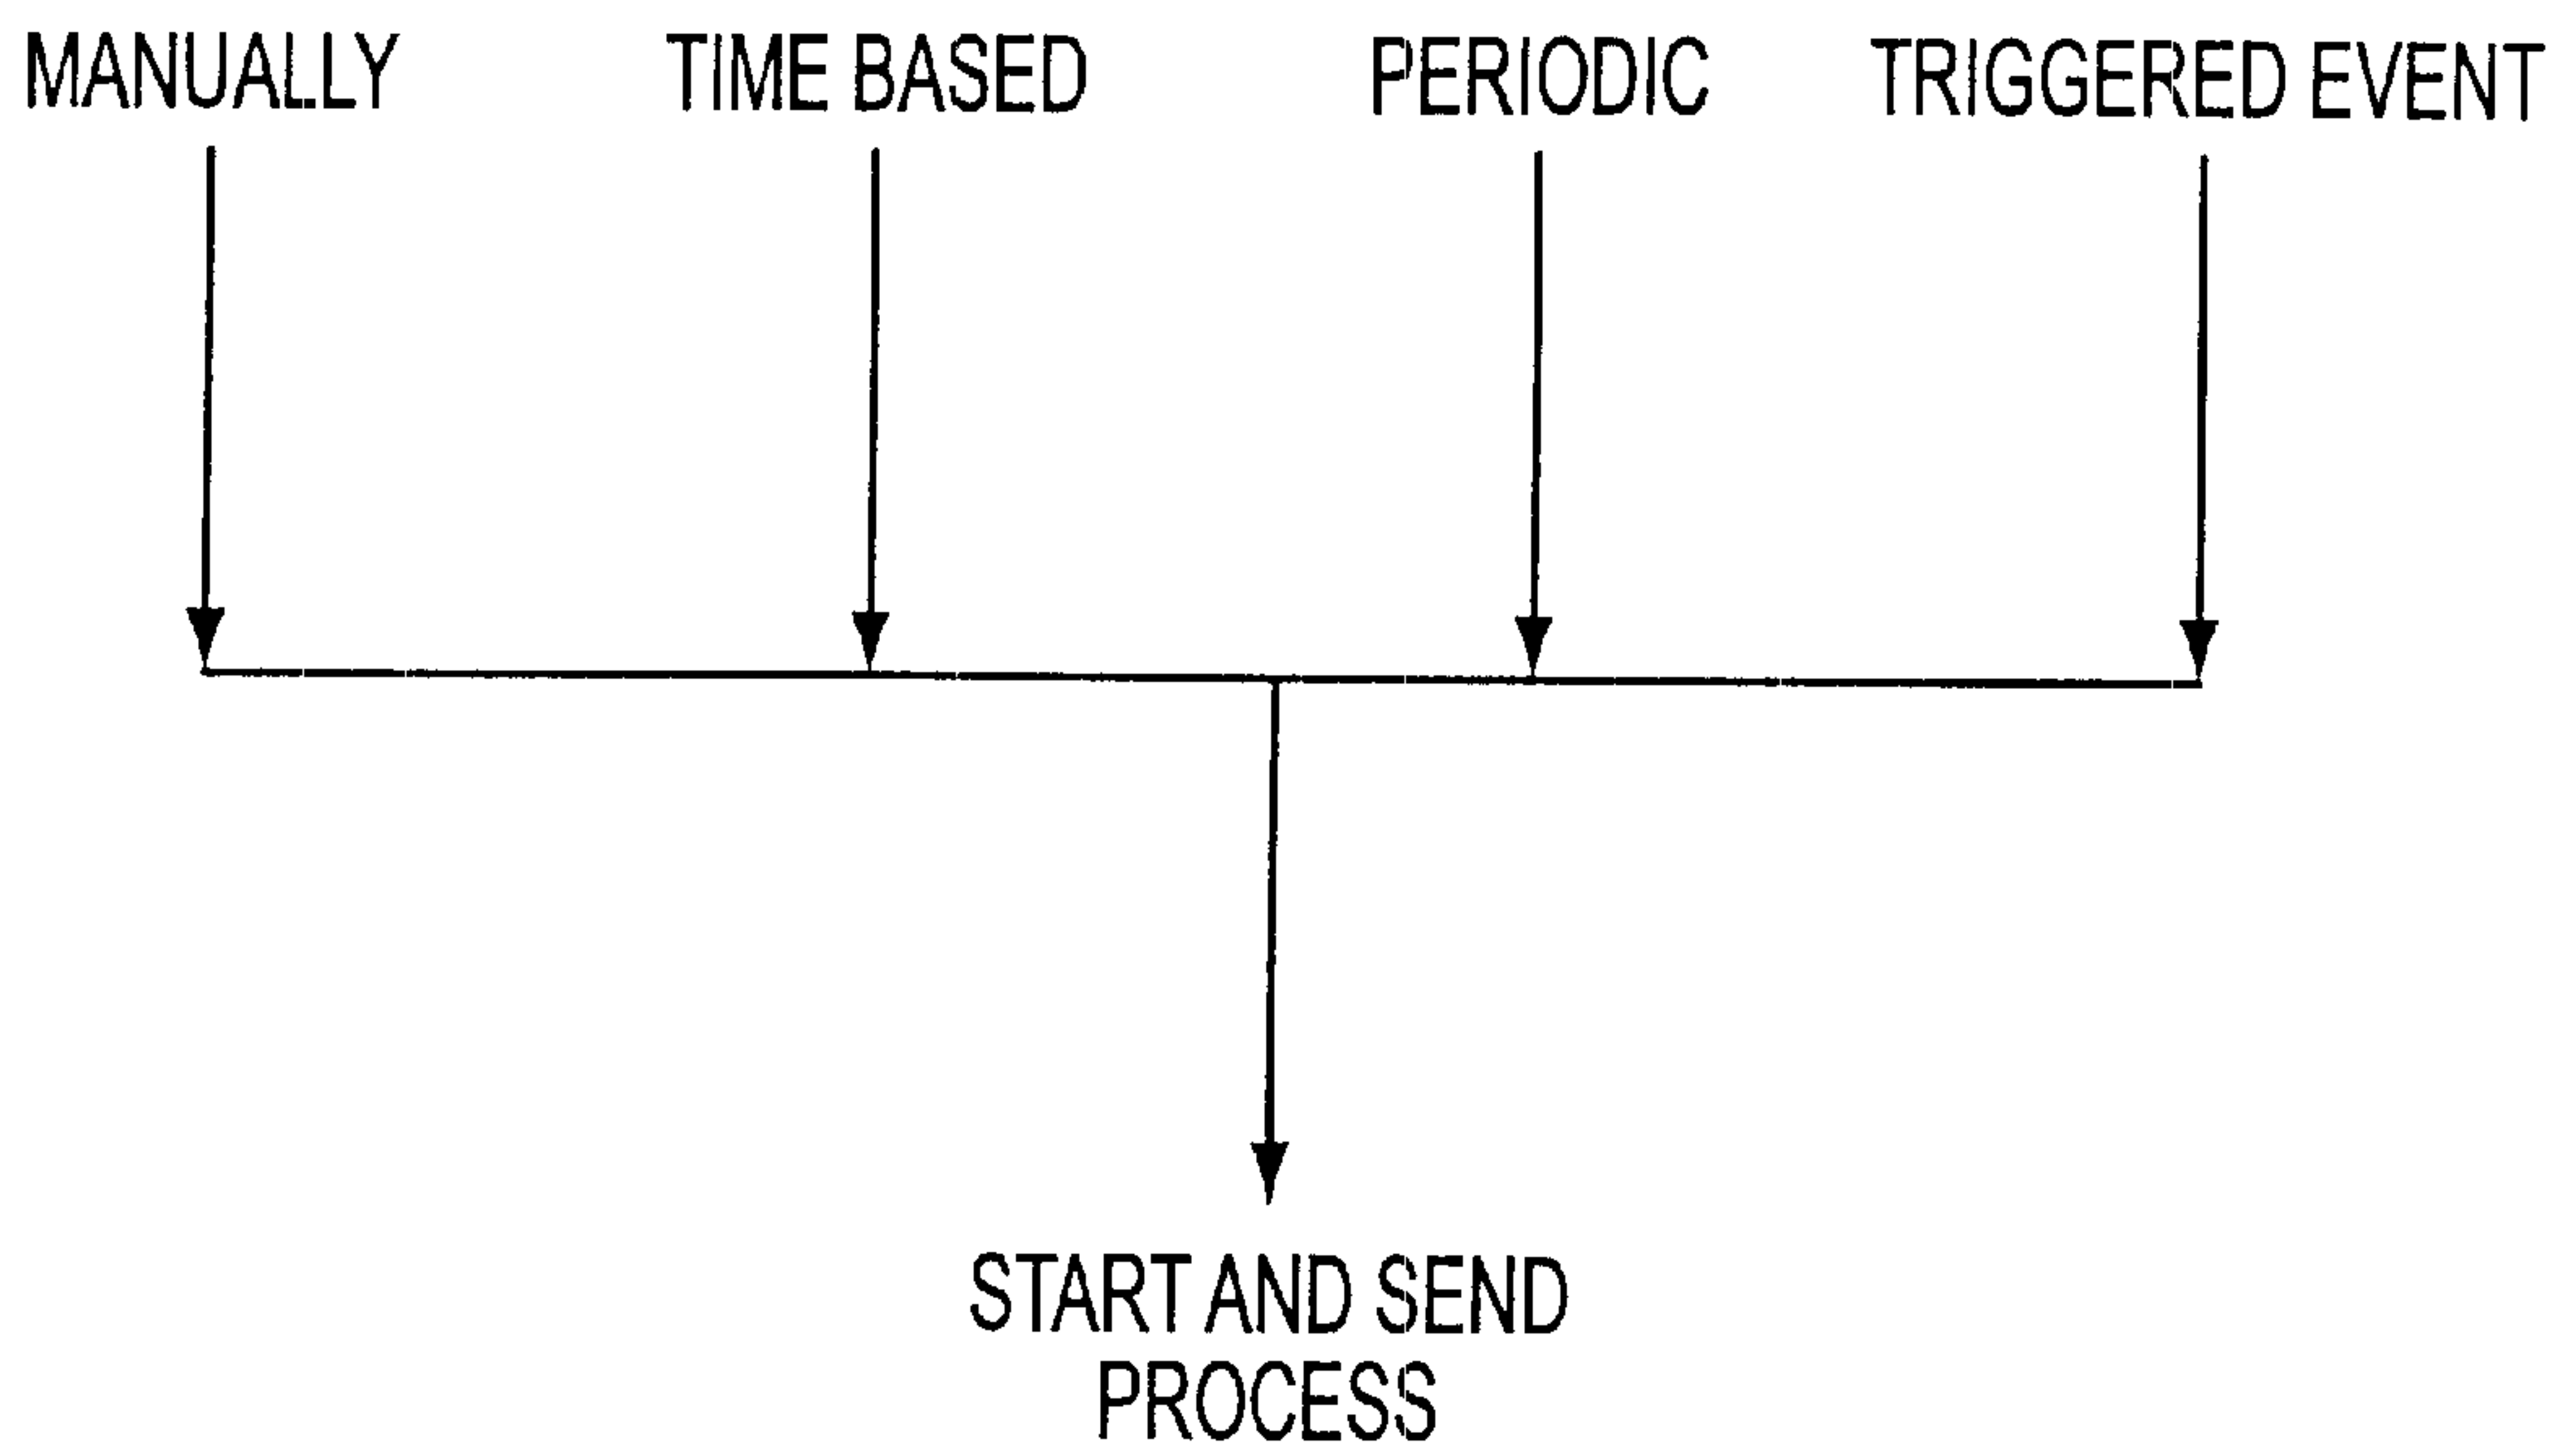 MANUALLY TIME BASED PERIODIC TRIGGERED EVENT
START AND SEND
PROCESS